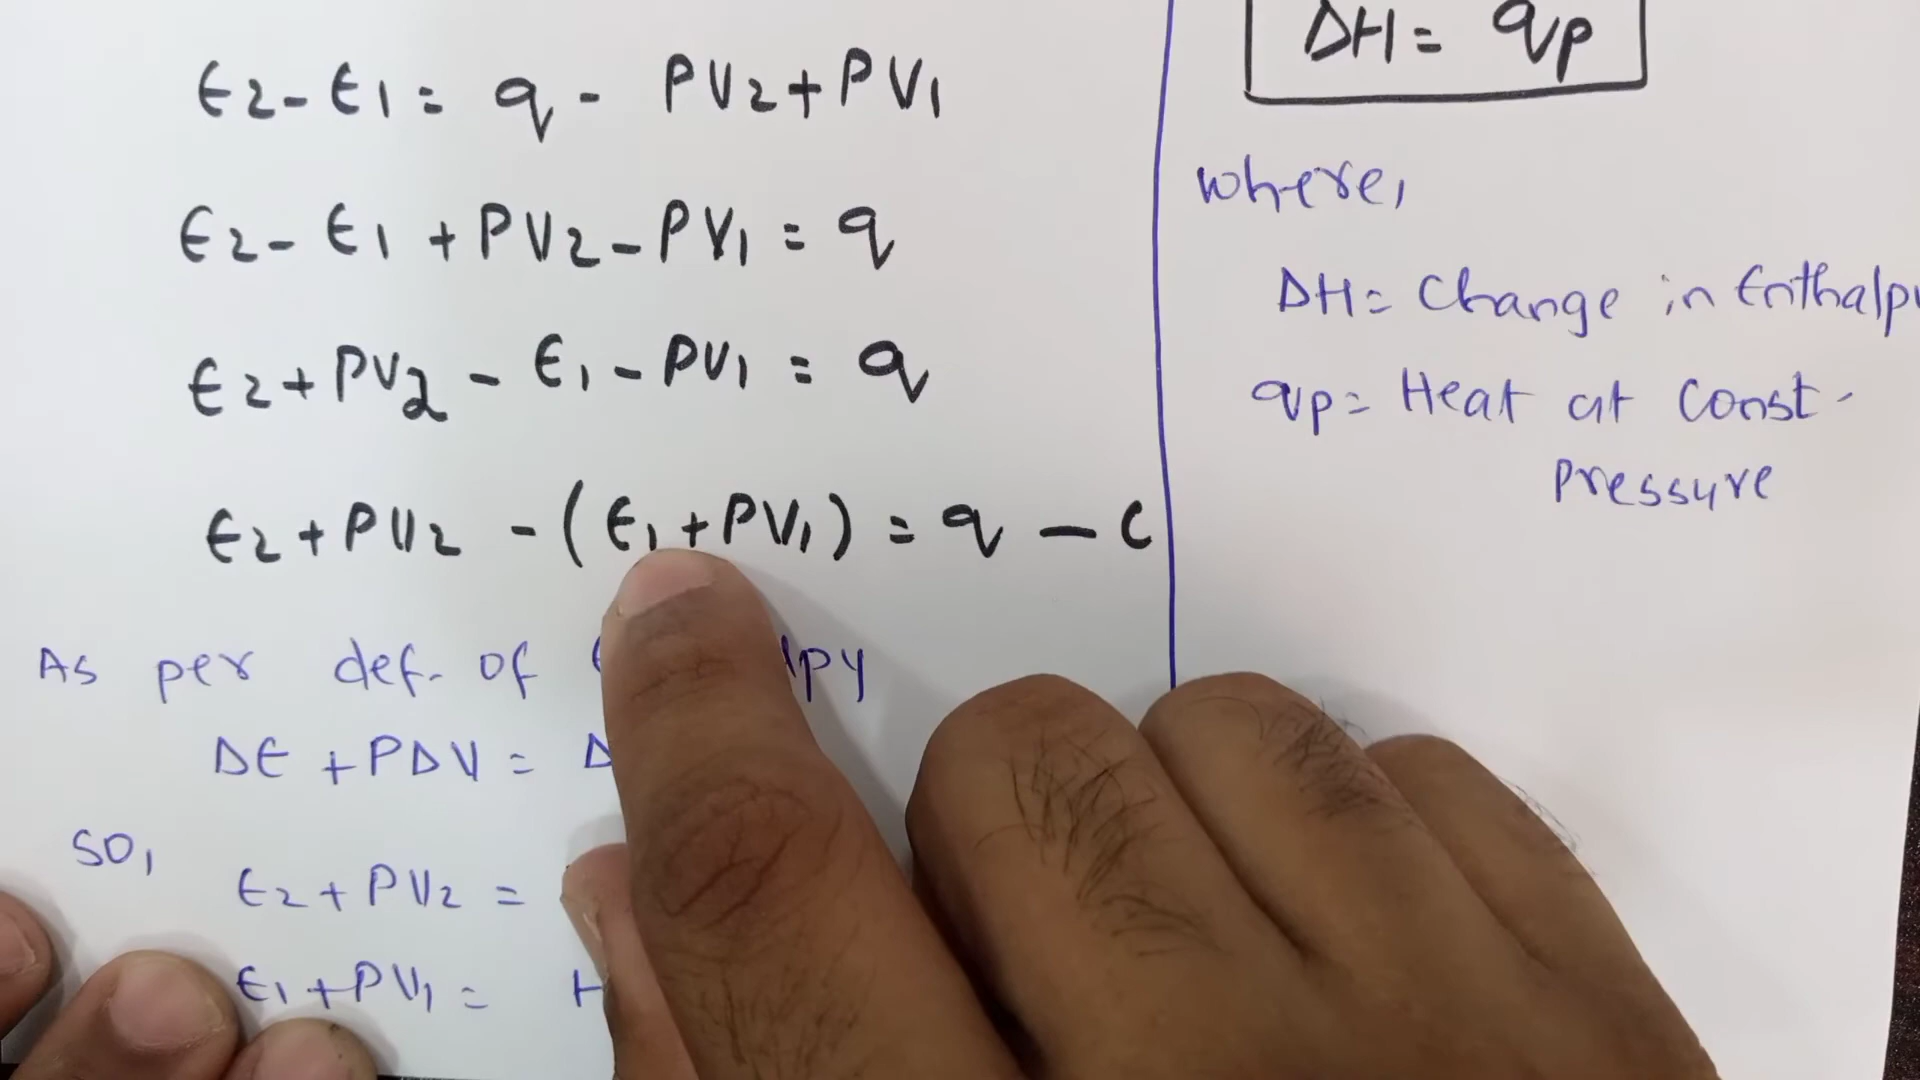 E2 - E1 = q - PV2 + PV1
E2 - E1 + PV2 - PV1 = q
E2 + PV2 - E1 - PV1 = q
E2 + PV2 - (E1 + PV1) = q — C
As per def. of
ΔE + PΔV = Δ
So,
E2 + PV2 =
E1 + PV1 = H
ΔH = qp
where,
ΔH = Change in Enthalpy
qp = Heat at Const-
Pressure